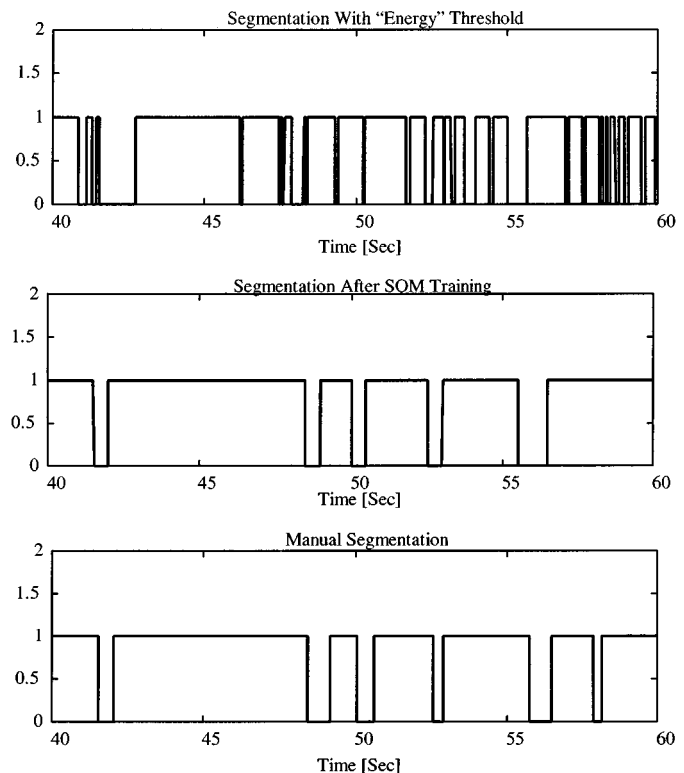 Segmentation With “Energy” Threshold
2
1.5
1
0.5
0
40 45 50 55 60
Time [Sec]
Segmentation After SOM Training
2
1.5
1
0.5
0
40 45 50 55 60
Time [Sec]
Manual Segmentation
2
1.5
1
0.5
0
40 45 50 55 60
Time [Sec]